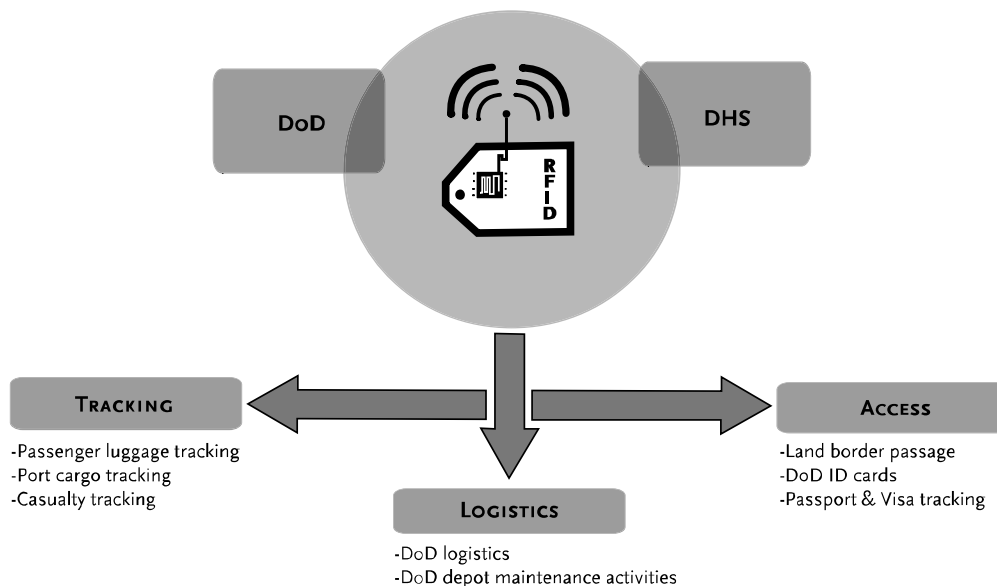 DoD
DHS
RFID
TRACKING
-Passenger luggage tracking
-Port cargo tracking
-Casualty tracking
LOGISTICS
-DoD logistics
-DoD depot maintenance activities
ACCESS
-Land border passage
-DoD ID cards
-Passport & Visa tracking